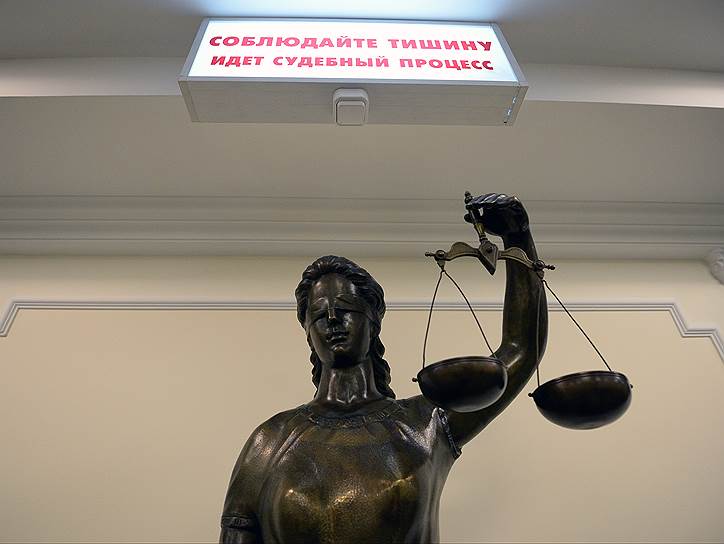 СОБЛЮДАЙТЕ ТИШИНУ
ИДЕТ СУДЕБНЫЙ ПРОЦЕСС